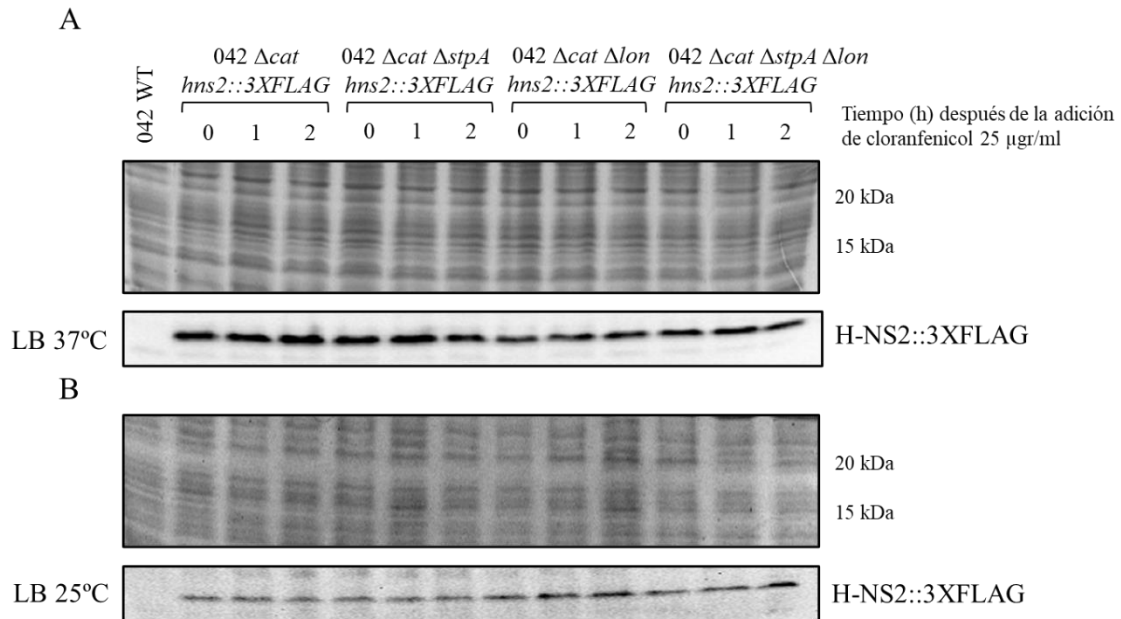 A
042 WT
042 Δcat
hns2::3XFLAG
042 Δcat ΔstpA
hns2::3XFLAG
042 Δcat Δlon
hns2::3XFLAG
042 Δcat ΔstpA Δlon
hns2::3XFLAG
0 1 2 0 1 2 0 1 2 0 1 2
Tiempo (h) después de la adición
de cloranfenicol 25 µgr/ml
20 kDa
15 kDa
LB 37ºC
H-NS2::3XFLAG
B
20 kDa
15 kDa
LB 25ºC
H-NS2::3XFLAG